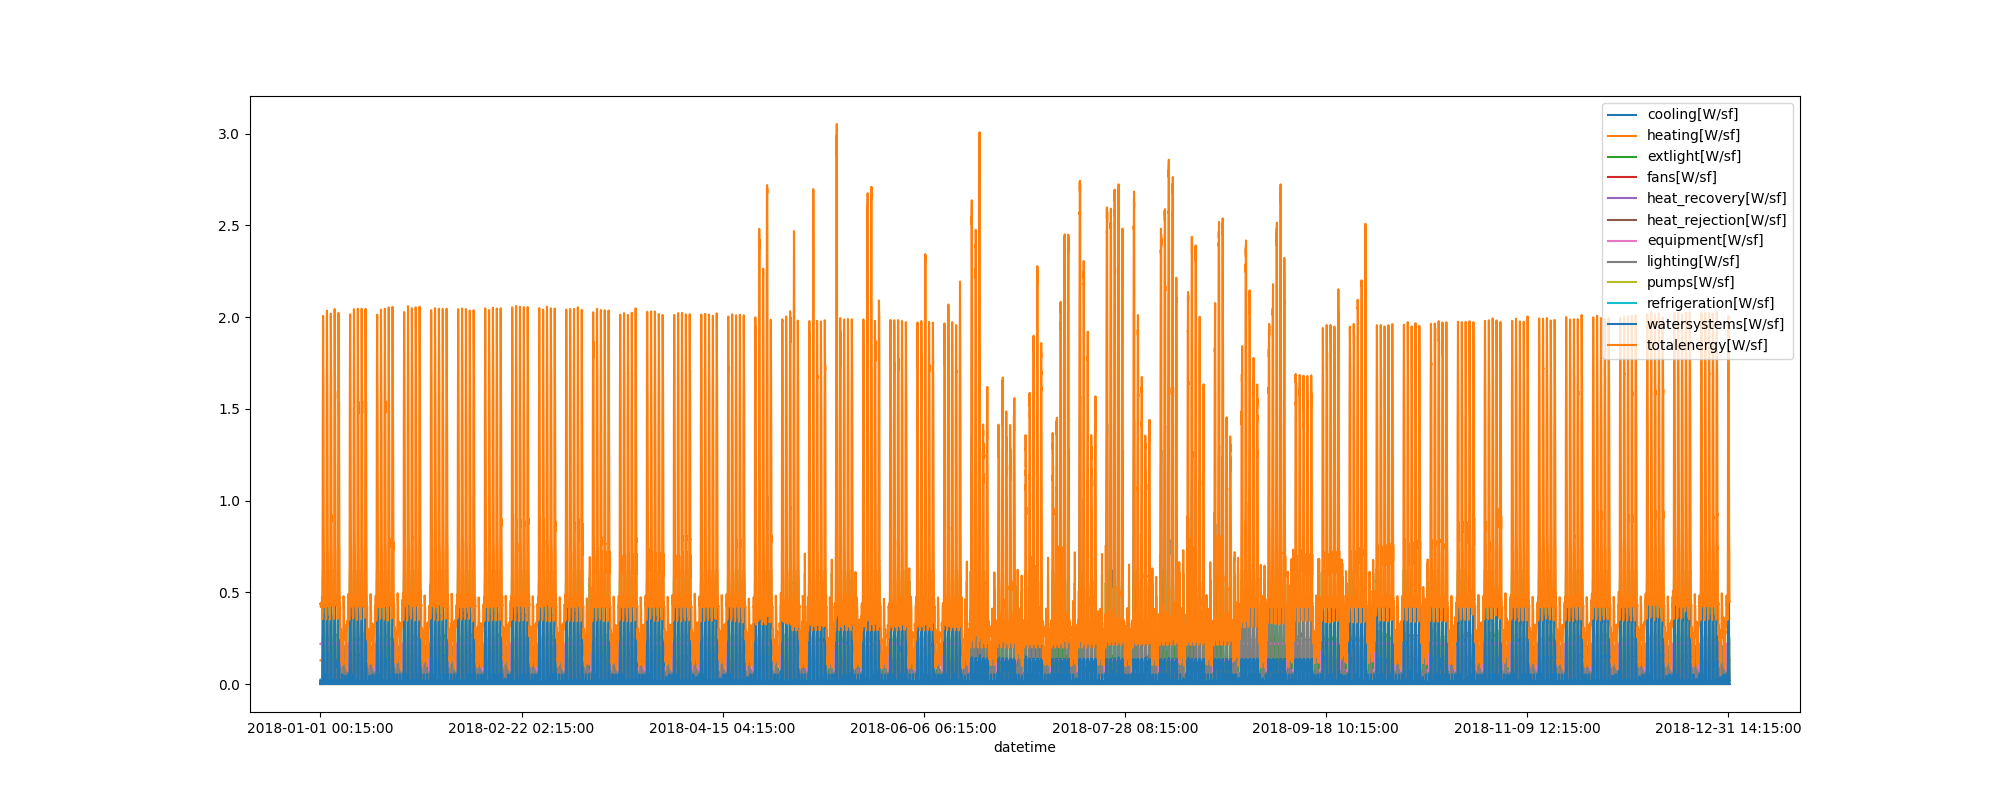 3.0
2.5
2.0
1.5
1.0
0.5
0.0
cooling[W/sf]
heating[W/sf]
extlight[W/sf]
fans[W/sf]
heat_recovery[W/sf]
heat_rejection[W/sf]
equipment[W/sf]
lighting[W/sf]
pumps[W/sf]
refrigeration[W/sf]
watersystems[W/sf]
totalenergy[W/sf]
2018-01-01 00:15:00 2018-02-22 02:15:00 2018-04-15 04:15:00 2018-06-06 06:15:00 2018-07-28 08:15:00 2018-09-18 10:15:00 2018-11-09 12:15:00 2018-12-31 14:15:00
datetime